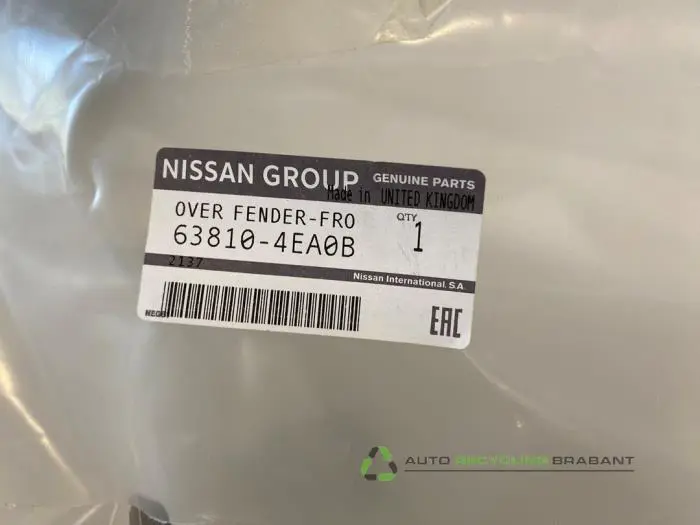 NISSAN GROUP GENUINE PARTS
Made in UNITED KINGDOM
OVER FENDER-FRO QTY
63810-4EA0B 1
2137
Nissan International. S.A.
EAC
AUTO RECYCLING BRABANT